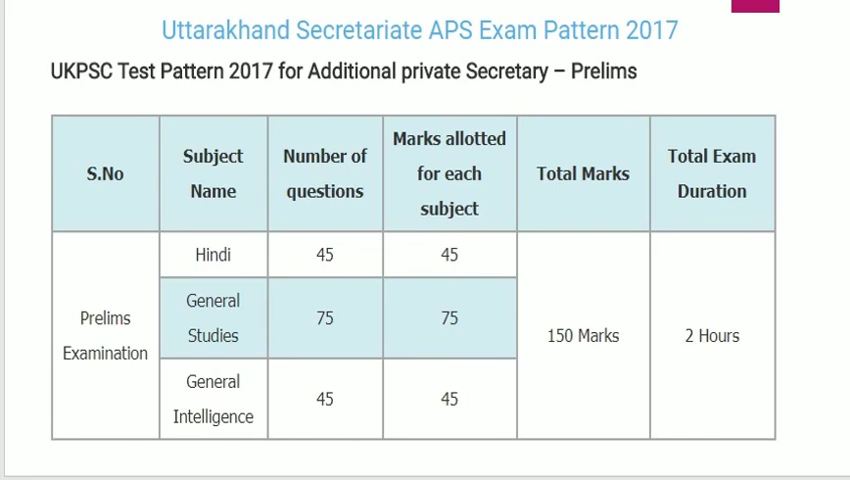 Uttarakhand Secretariate APS Exam Pattern 2017
UKPSC Test Pattern 2017 for Additional private Secretary – Prelims
S.No
Subject
Name
Number of
questions
Marks allotted
for each
subject
Total Marks
Total Exam
Duration
Prelims
Examination
Hindi
45
45
General
Studies
75
75
General
Intelligence
45
45
150 Marks
2 Hours